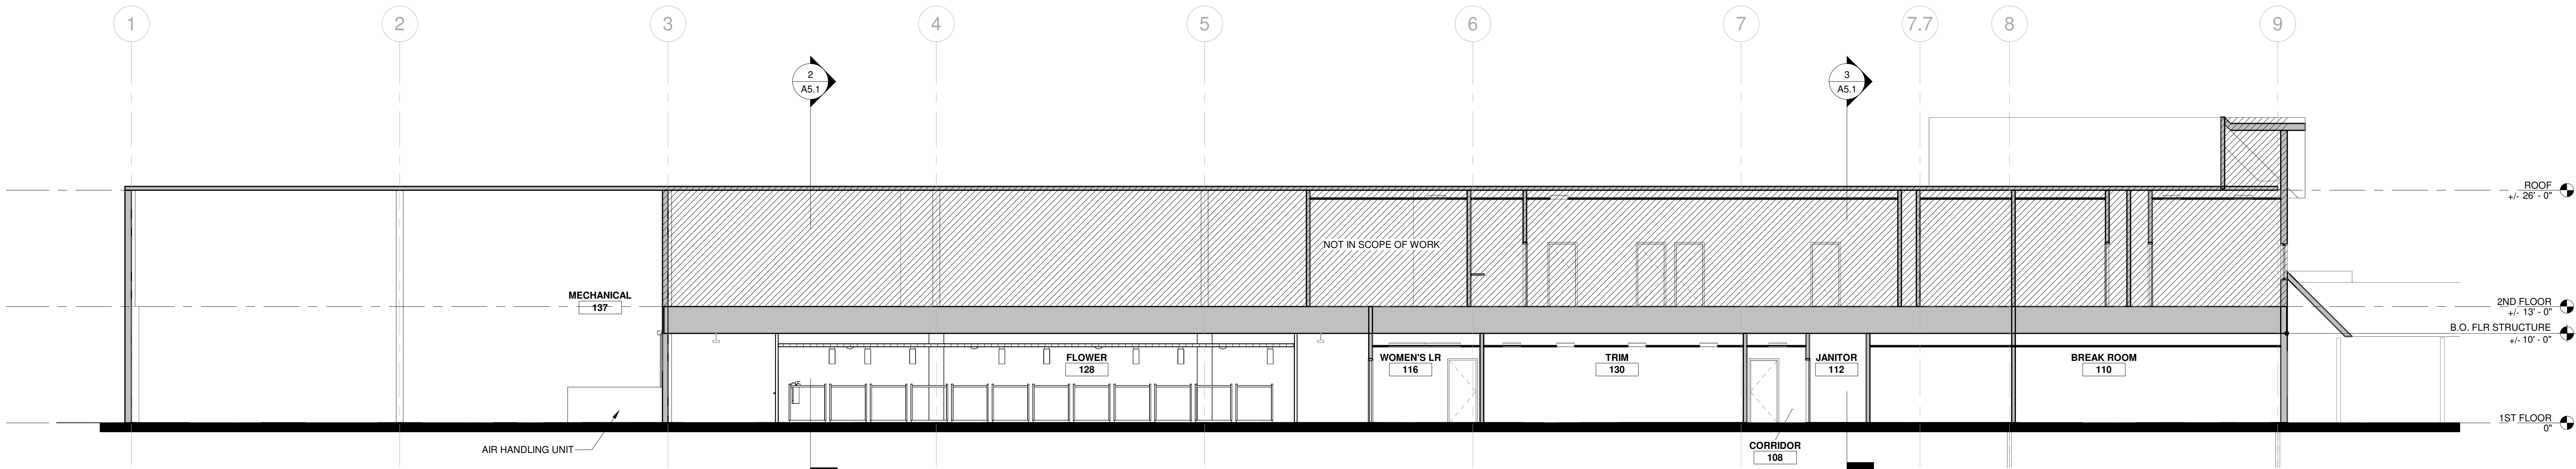 1
2
3
4
5
6
7
7.7
8
9
2
A5.1
3
A5.1
ROOF
+/- 26' - 0"
NOT IN SCOPE OF WORK
MECHANICAL
137
2ND FLOOR
+/- 13' - 0"
B.O. FLR STRUCTURE
+/- 10' - 0"
FLOWER
128
WOMEN'S LR
116
TRIM
130
JANITOR
112
BREAK ROOM
110
1ST FLOOR
0"
AIR HANDLING UNIT
CORRIDOR
108